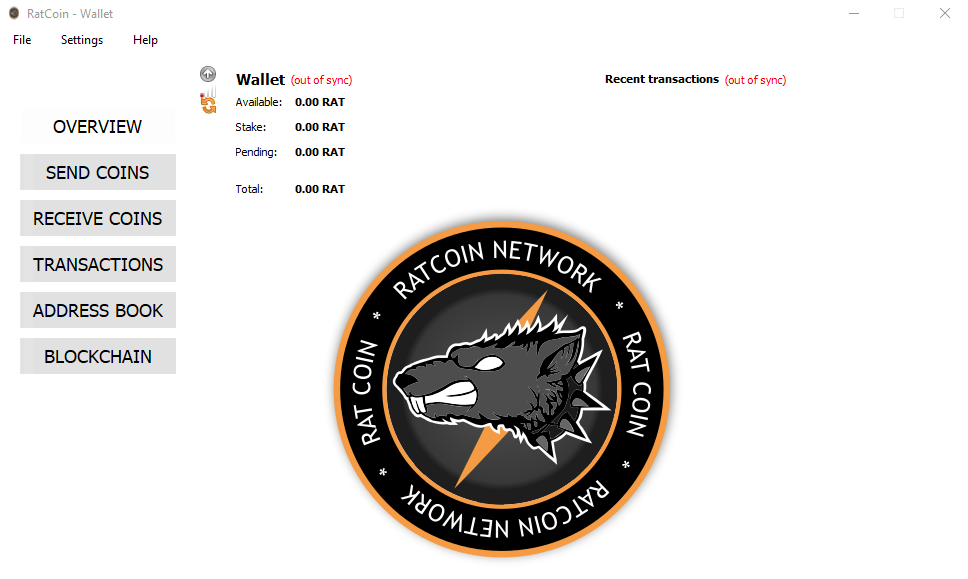 RatCoin - Wallet
File Settings Help
Wallet (out of sync)
Available: 0.00 RAT
Stake: 0.00 RAT
Pending: 0.00 RAT
Total: 0.00 RAT
Recent transactions (out of sync)
OVERVIEW
SEND COINS
RECEIVE COINS
TRANSACTIONS
ADDRESS BOOK
BLOCKCHAIN
RATCOIN NETWORK
* RAT COIN *
RATCOIN NETWORK
* RAT COIN *